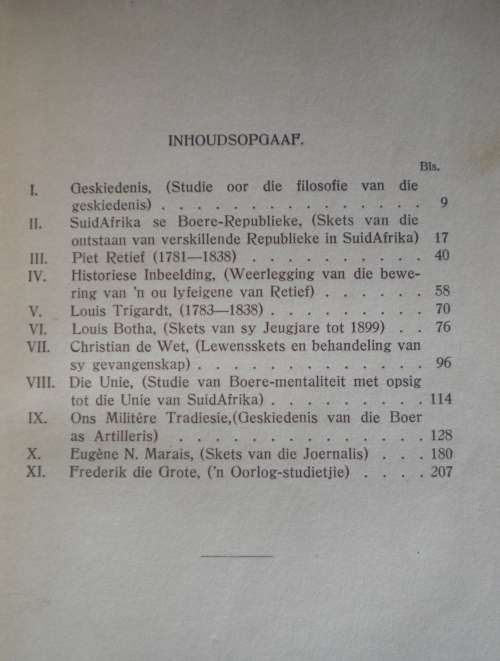 INHOUDSOPGAAF.
Bls.
I. Geskiedenis, (Studie oor die filosofie van die
geskiedenis) . . . . . . . . . . . . . . 9
II. SuidAfrika se Boere-Republieke, (Skets van die
ontstaan van verskillende Republieke in SuidAfrika) 17
III. Piet Retief (1781—1838) . . . . . . . . . 40
IV. Historiese Inbeelding, (Weerlegging van die bewe-
ring van 'n ou lyfeigene van Retief) . . . . . . 58
V. Louis Trigardt, (1783—1838) . . . . . . . 70
VI. Louis Botha, (Skets van sy Jeugjare tot 1899) . . 76
VII. Christian de Wet, (Lewensskets en behandeling van
sy gevangenskap) . . . . . . . . . . . . 96
VIII. Die Unie, (Studie van Boere-mentaliteit met opsig
tot die Unie van SuidAfrika) . . . . . . . . 114
IX. Ons Militêre Tradiesie,(Geskiedenis van die Boer
as Artilleris) . . . . . . . . . . . . . 128
X. Eugène N. Marais, (Skets van die Joernalis) . . . 180
XI. Frederik die Grote, ('n Oorlog-studietjie) . . . . 207